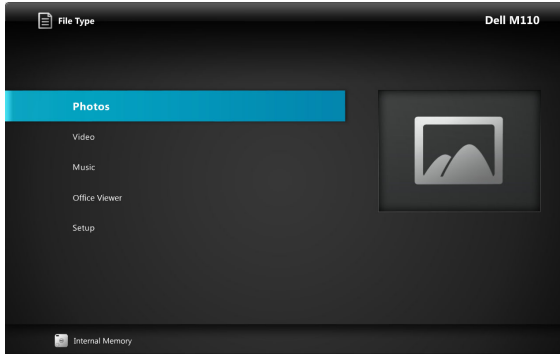 File Type
Dell M110
Photos
Video
Music
Office Viewer
Setup
Internal Memory